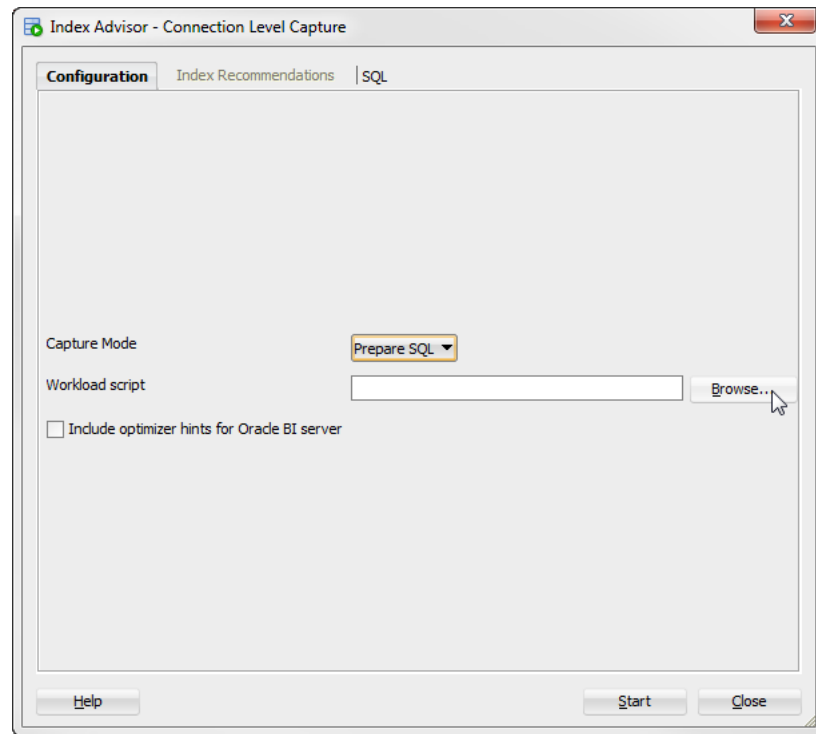 Index Advisor - Connection Level Capture
Configuration Index Recommendations SQL
Capture Mode Prepare SQL
Workload script Browse...
Include optimizer hints for Oracle BI server
Help Start Close